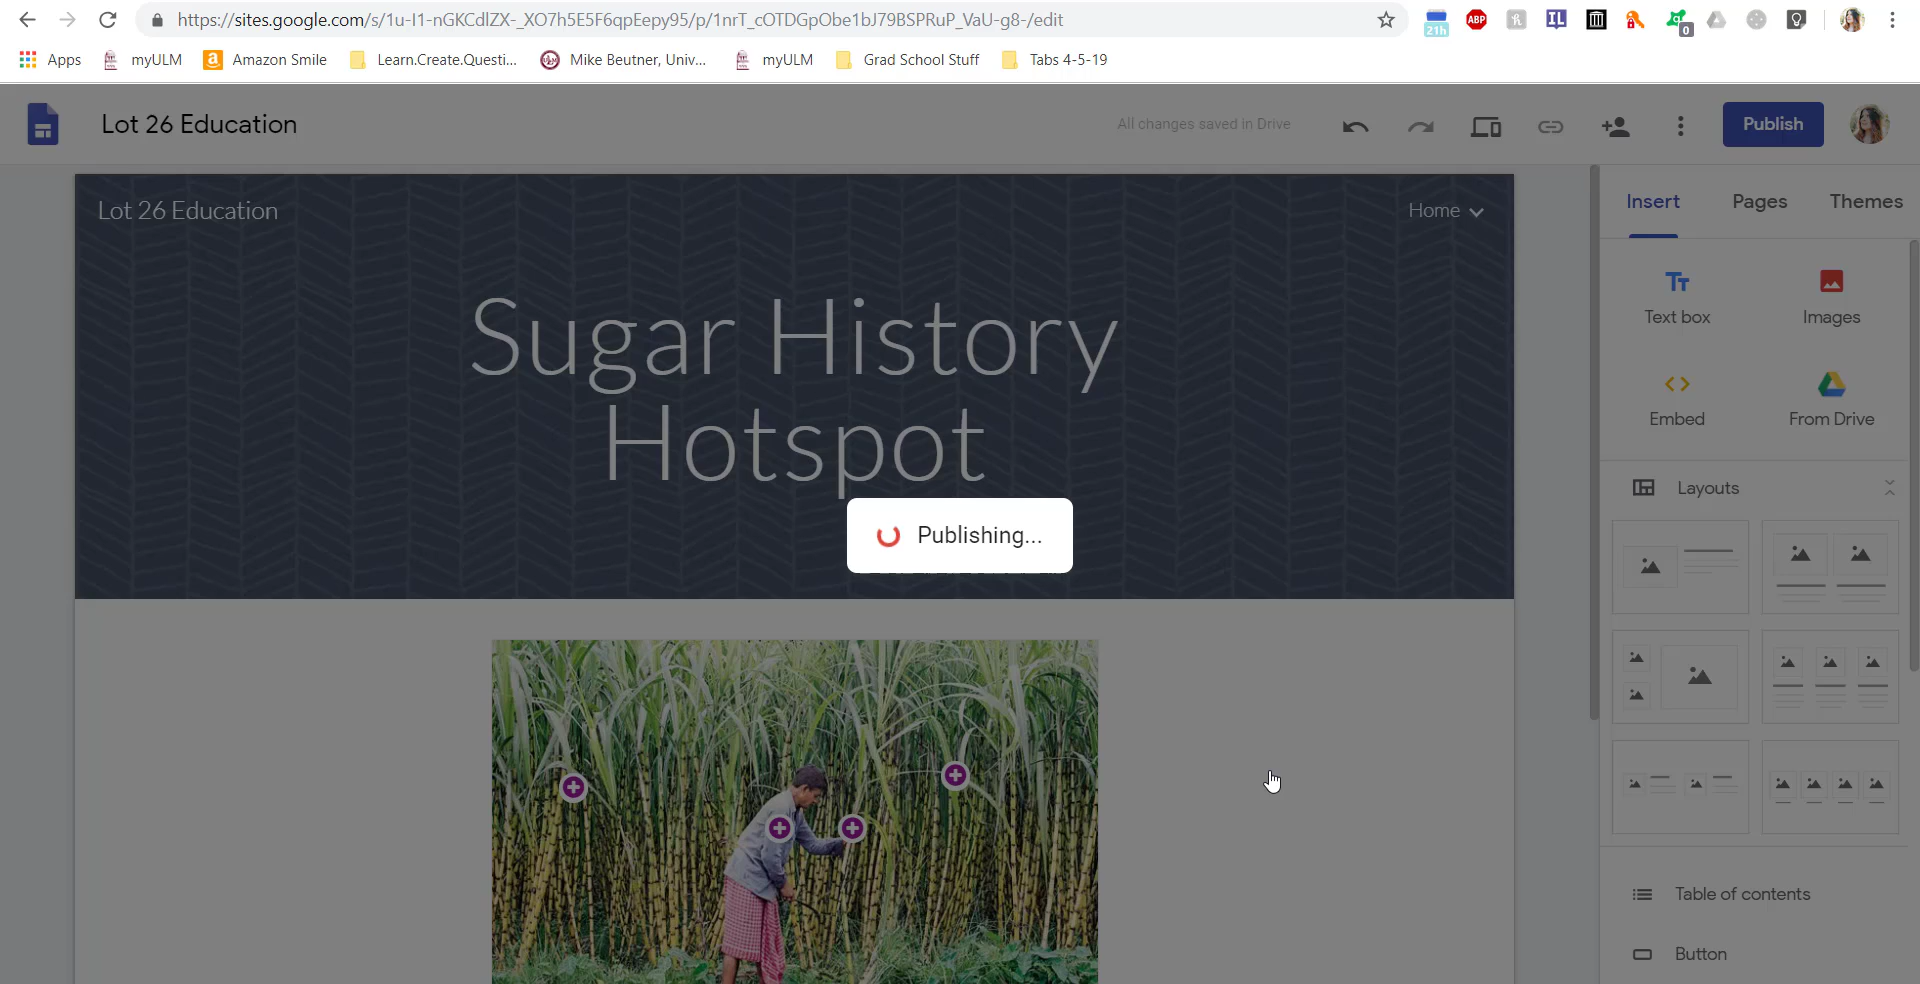 https://sites.google.com/s/1u-I1-nGKCdlZX-_XO7h5E5F6qpEepy95/p/1nrT_cOTDGpObe1bJ79BSPRuP_VaU-g8-/edit
21h
ABP
IL
0
Apps
myULM
Amazon Smile
Learn.Create.Questi...
Mike Beutner, Univ...
myULM
Grad School Stuff
Tabs 4-5-19
Lot 26 Education
All changes saved in Drive
Publish
Lot 26 Education
Home
Insert
Pages
Themes
Sugar History
Hotspot
Text box
Images
Embed
From Drive
Layouts
Publishing...
Table of contents
Button